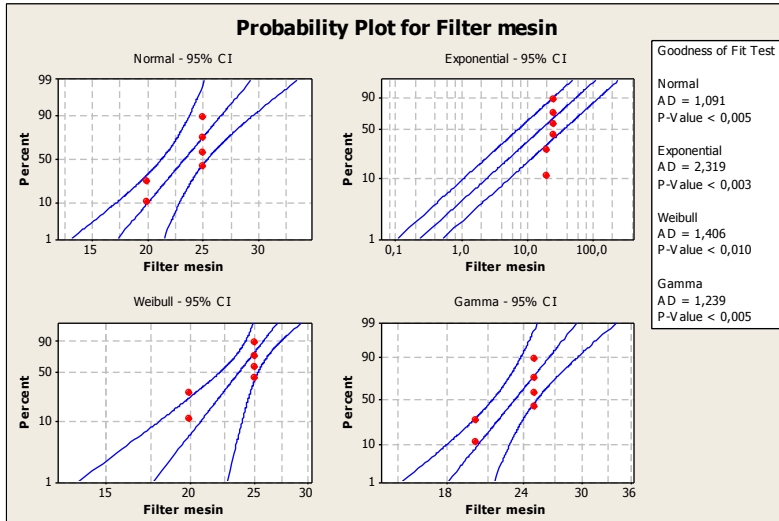 Probability Plot for Filter mesin
Normal - 95% CI
99
90
50
10
1
Percent
15 20 25 30
Filter mesin
Exponential - 95% CI
90
50
10
1
Percent
0,1 1,0 10,0 100,0
Filter mesin
Weibull - 95% CI
90
50
10
1
Percent
15 20 25 30
Filter mesin
Gamma - 95% CI
99
90
50
10
1
Percent
18 24 30 36
Filter mesin
Goodness of Fit Test
Normal
AD = 1,091
P-Value < 0,005
Exponential
AD = 2,319
P-Value < 0,003
Weibull
AD = 1,406
P-Value < 0,010
Gamma
AD = 1,239
P-Value < 0,005